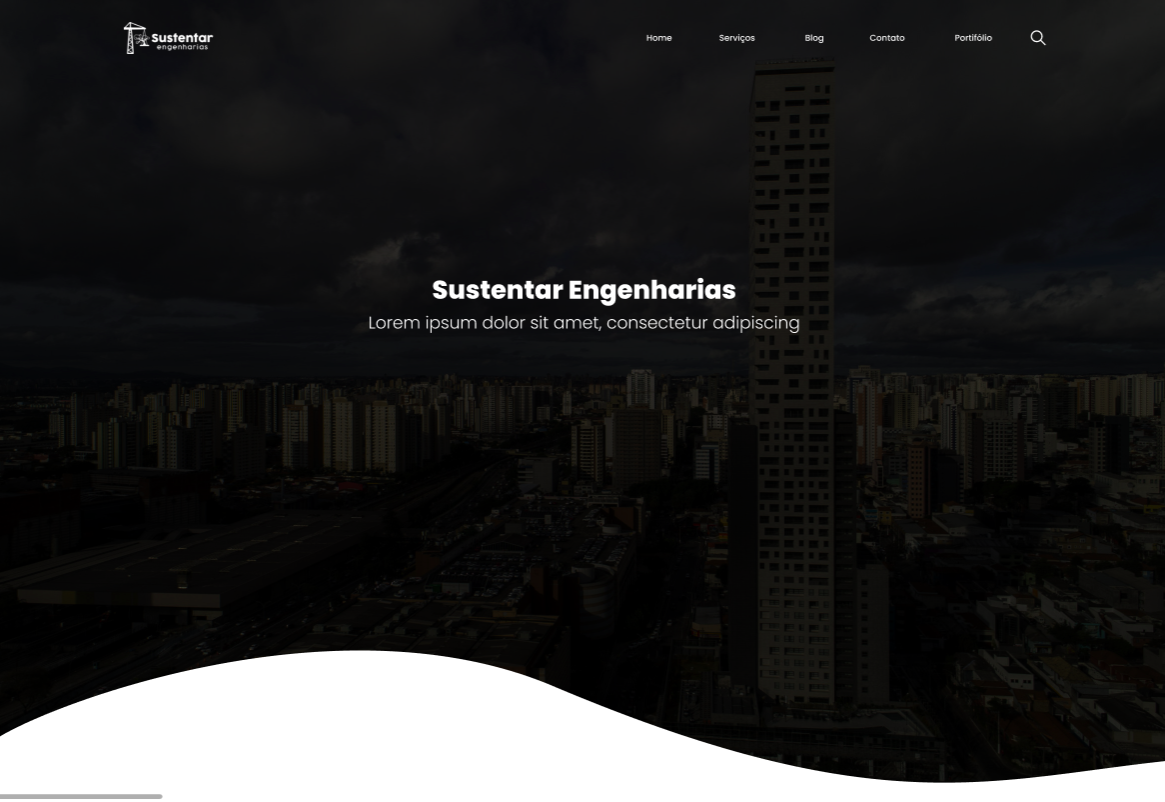 Sustentar
engenharias
Home Serviços Blog Contato Portifólio
Sustentar Engenharias
Lorem ipsum dolor sit amet, consectetur adipiscing